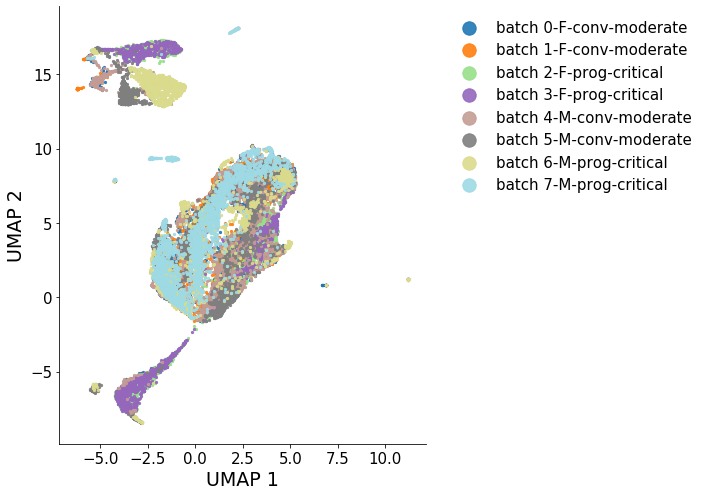 batch 0-F-conv-moderate
batch 1-F-conv-moderate
batch 2-F-prog-critical
batch 3-F-prog-critical
batch 4-M-conv-moderate
batch 5-M-conv-moderate
batch 6-M-prog-critical
batch 7-M-prog-critical
15
10
5
0
−5
UMAP 2
−5.0 −2.5 0.0 2.5 5.0 7.5 10.0
UMAP 1